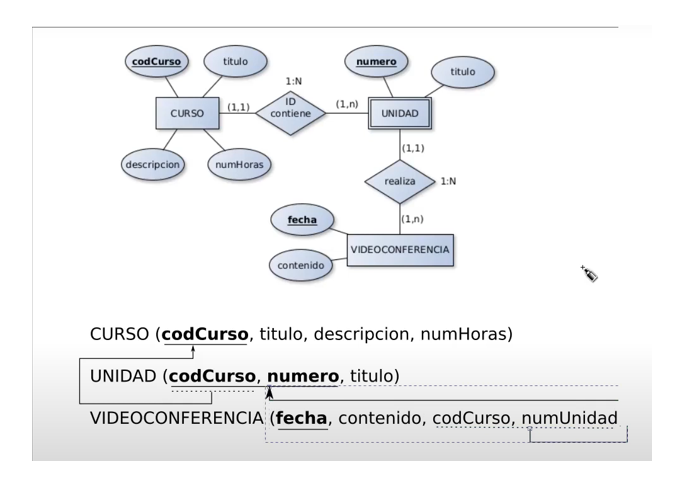 codCurso
titulo
numero
titulo
1:N
CURSO
(1,1)
ID
contiene
(1,n)
UNIDAD
(1,1)
descripcion
numHoras
realiza
1:N
(1,n)
fecha
VIDEOCONFERENCIA
contenido
CURSO (codCurso, titulo, descripcion, numHoras)
UNIDAD (codCurso, numero, titulo)
VIDEOCONFERENCIA (fecha, contenido, codCurso, numUnidad